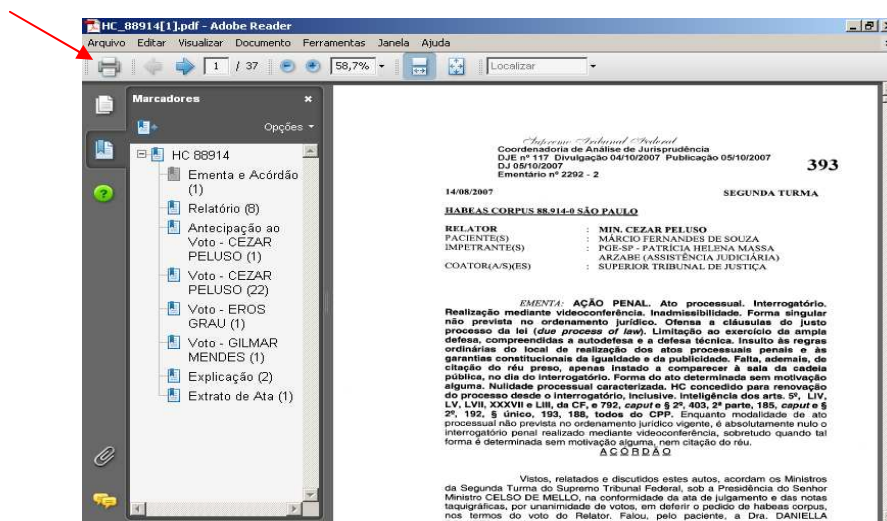 HC_88914[1].pdf - Adobe Reader
Arquivo Editar Visualizar Documento Ferramentas Janela Ajuda
1 / 37 58,7% Localizar
Marcadores
Opções
HC 88914
Ementa e Acórdão
(1)
Relatório (8)
Antecipação ao
Voto - CEZAR
PELUSO (1)
Voto - CEZAR
PELUSO (22)
Voto - EROS
GRAU (1)
Voto - GILMAR
MENDES (1)
Explicação (2)
Extrato de Ata (1)
Supremo Tribunal Federal
Coordenadoria de Análise de Jurisprudência
DJE nº 117 Divulgação 04/10/2007 Publicação 05/10/2007
DJ 05/10/2007
Ementário nº 2292 - 2
393
14/08/2007 SEGUNDA TURMA
HABEAS CORPUS 88.914-0 SÃO PAULO
RELATOR : MIN. CEZAR PELUSO
PACIENTE(S) : MÁRCIO FERNANDES DE SOUZA
IMPETRANTE(S) : PGE-SP - PATRÍCIA HELENA MASSA
ARZABE (ASSISTÊNCIA JUDICIÁRIA)
COATOR(A/S)(ES) : SUPERIOR TRIBUNAL DE JUSTIÇA
EMENTA: AÇÃO PENAL. Ato processual. Interrogatório.
Realização mediante videoconferência. Inadmissibilidade. Forma singular
não prevista no ordenamento jurídico. Ofensa a cláusulas do justo
processo da lei (due process of law). Limitação ao exercício da ampla
defesa, compreendidas a autodefesa e a defesa técnica. Insulto às regras
ordinárias do local de realização dos atos processuais penais e às
garantias constitucionais da igualdade e da publicidade. Falta, ademais, de
citação do réu preso, apenas instado a comparecer à sala da cadeia
pública, no dia do interrogatório. Forma do ato determinada sem motivação
alguma. Nulidade processual caracterizada. HC concedido para renovação
do processo desde o interrogatório, inclusive. Inteligência dos arts. 5º, LIV,
LV, LVII, XXXVII e LIII, da CF, e 792, caput e § 2º, 403, 2ª parte, 185, caput e §
2º, 192, § único, 193, 188, todos do CPP. Enquanto modalidade de ato
processual não prevista no ordenamento jurídico vigente, é absolutamente nulo o
interrogatório penal realizado mediante videoconferência, sobretudo quando tal
forma é determinada sem motivação alguma, nem citação do réu.
ACÓRDÃO
Vistos, relatados e discutidos estes autos, acordam os Ministros
da Segunda Turma do Supremo Tribunal Federal, sob a Presidência do Senhor
Ministro CELSO DE MELLO, na conformidade da ata de julgamento e das notas
taquigráficas, por unanimidade de votos, em deferir o pedido de habeas corpus,
nos termos do voto do Relator. Falou, pelo paciente, a Dra. DANIELLA